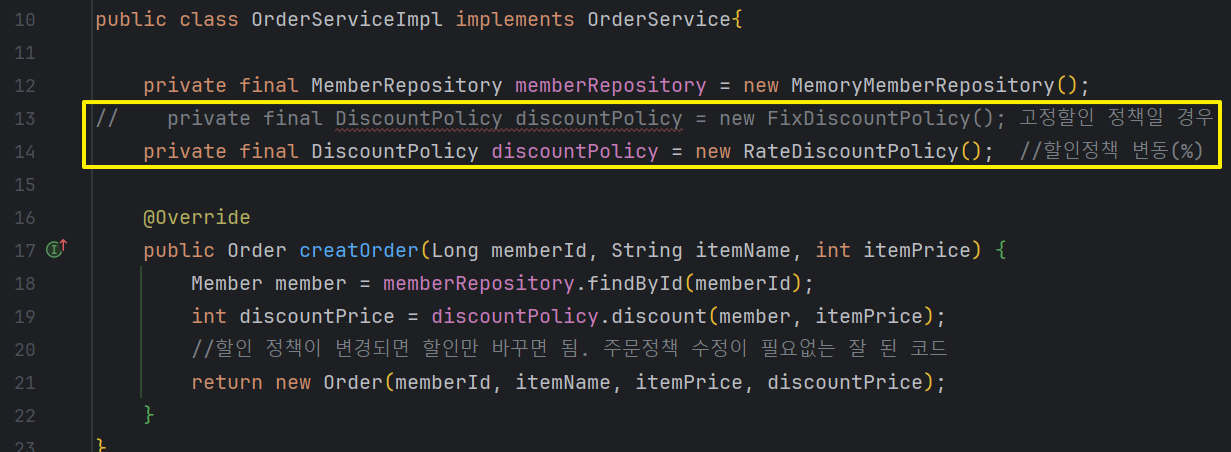 10 public class OrderServiceImpl implements OrderService{
11
12 private final MemberRepository memberRepository = new MemoryMemberRepository();
13 // private final DiscountPolicy discountPolicy = new FixDiscountPolicy(); 고정할인 정책일 경우
14 private final DiscountPolicy discountPolicy = new RateDiscountPolicy(); //할인정책 변동(%)
15
16 @Override
17 public Order creatOrder(Long memberId, String itemName, int itemPrice) {
18 Member member = memberRepository.findById(memberId);
19 int discountPrice = discountPolicy.discount(member, itemPrice);
20 //할인 정책이 변경되면 할인만 바꾸면 됨. 주문정책 수정이 필요없는 잘 된 코드
21 return new Order(memberId, itemName, itemPrice, discountPrice);
22 }
23 }